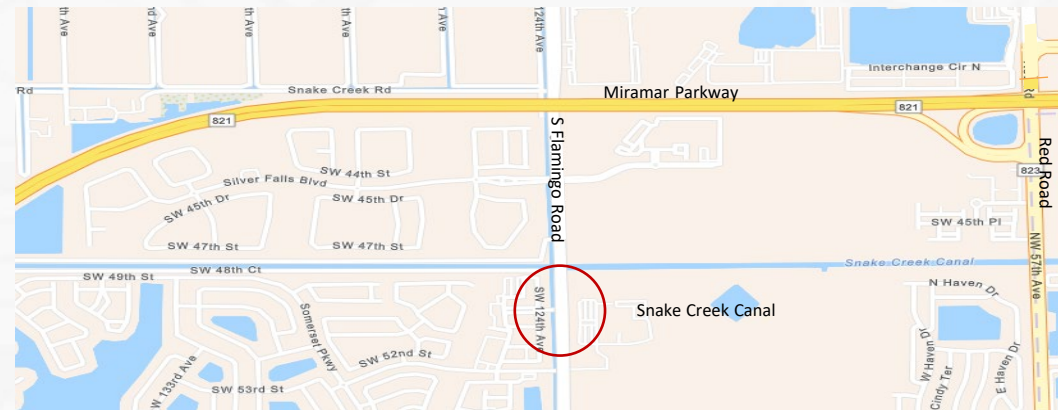 124th Ave
Rd
Snake Creek Rd
Interchange Cir N
Miramar Parkway
821
821
S Flamingo Road
Red Road
823
SW 44th St
Silver Falls Blvd
SW 45th Dr
SW 45th Dr
SW 45th Pl
SW 47th St
SW 47th St
NW 57th Ave
SW 48th Ct
SW 49th St
Snake Creek Canal
N Haven Dr
SW 124th Ave
Snake Creek Canal
Somerset Pkwy
SW 52nd St
SW 53rd St
SW 133rd Ave
W Haven Dr
Cindy Ter
E Haven Dr